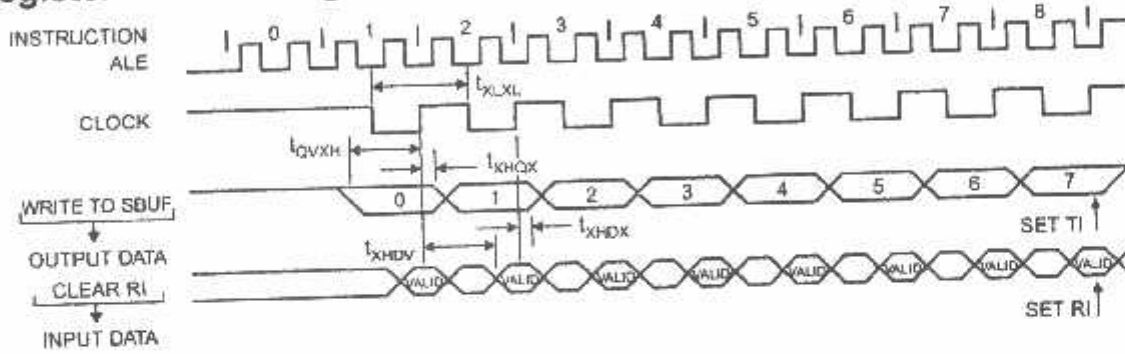 INSTRUCTION 0 1 2 3 4 5 6 7 8
ALE
tXLXL
CLOCK
tQVXH
tXHQX
0 1 2 3 4 5 6 7
WRITE TO SBUF
tXHDX
SET TI
tXHDV
OUTPUT DATA
VALID VALID VALID VALID VALID VALID VALID VALID
CLEAR RI
SET RI
INPUT DATA